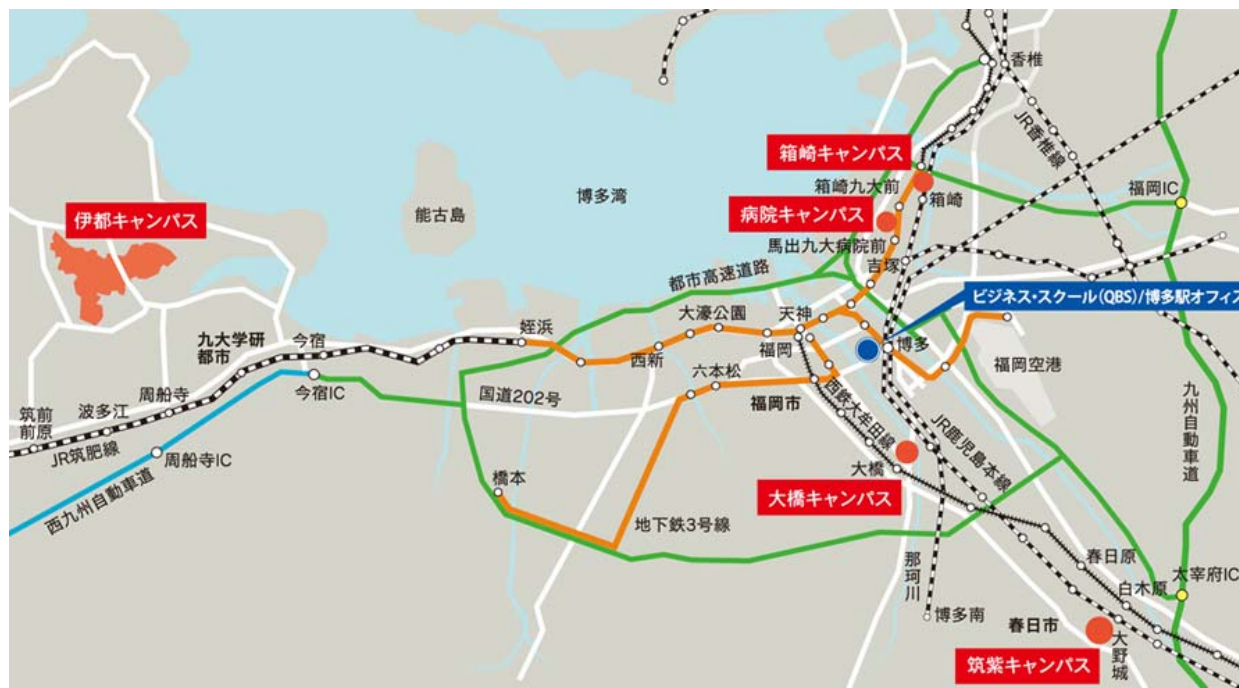 香椎
JR香椎線
箱崎キャンパス
箱崎九大前
箱崎
福岡IC
伊都キャンパス
能古島
博多湾
病院キャンパス
馬出九大病院前
吉塚
都市高速道路
ビジネス・スクール(QBS)/博多駅オフィス
大濠公園
天神
姪浜
九大学研
都市
今宿
西新
福岡
博多
福岡空港
六本松
周船寺
今宿IC
国道202号
福岡市
九州自動車道
筑前
前原
波多江
JR筑肥線
周船寺IC
西鉄大牟田線
JR鹿児島本線
西九州自動車道
橋本
大橋
大橋キャンパス
地下鉄3号線
那珂川
春日原
白木原
太宰府IC
博多南
春日市
大野城
筑紫キャンパス